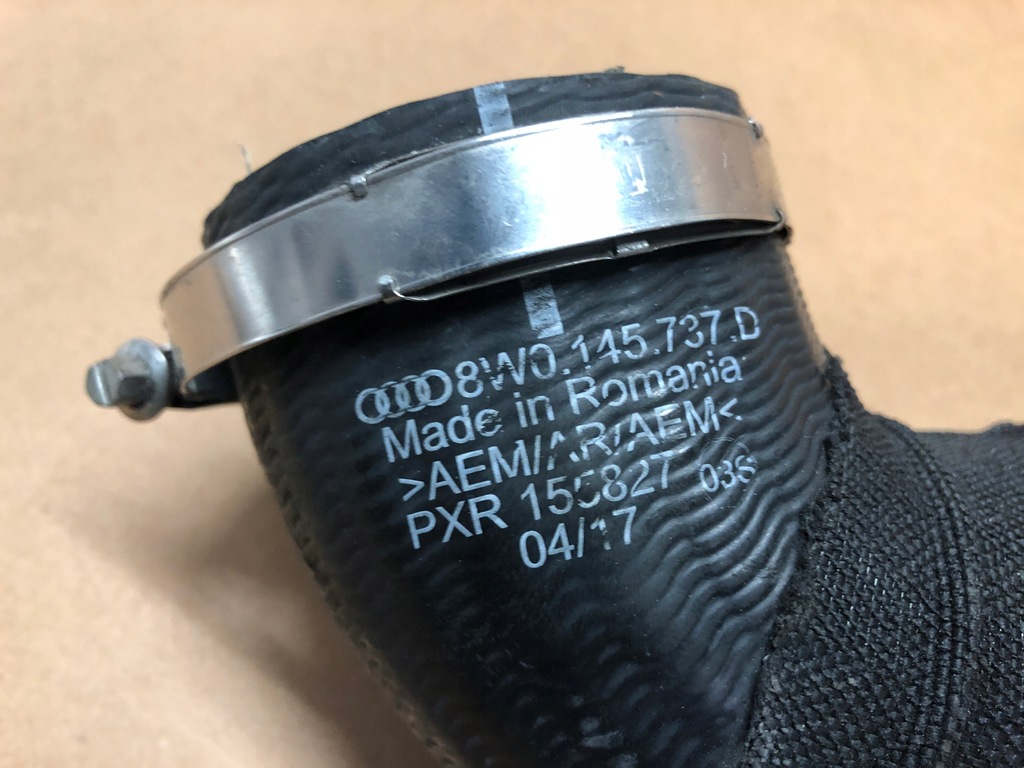 8W0.145.737.D
Made in Romania
>AEM/AR/AEM<
PXR 155827 036
04/17